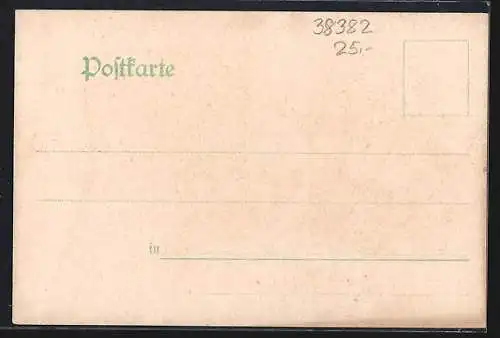 38382
25,-
Postkarte
in